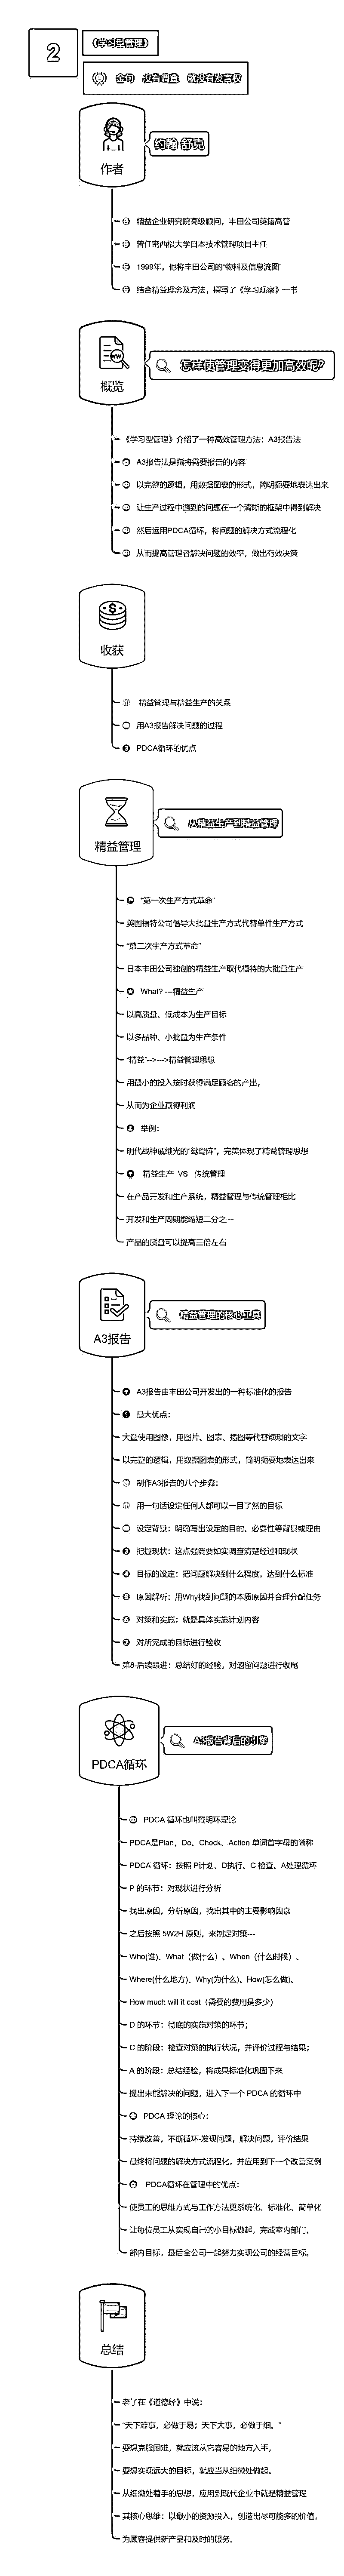 2
《学习型管理》
金句 没有调查 就没有发言权
作者
约翰 舒克
精益企业研究院高级顾问，丰田公司英籍高管
曾任密西根大学日本技术管理项目主任
1999年，他将丰田公司的“物料及信息流图”
结合精益理念及方法，撰写了《学习观察》一书
概览
怎样使管理变得更加高效呢?
《学习型管理》介绍了一种高效管理方法：A3报告法
A3报告法是指将需要报告的内容
以完整的逻辑，用数据图表的形式，简明扼要地表达出来
让生产过程中遇到的问题在一个清晰的框架中得到解决
然后运用PDCA循环，将问题的解决方式流程化
从而提高管理者解决问题的效率，做出有效决策
收获
精益管理与精益生产的关系
用A3报告解决问题的过程
PDCA循环的优点
精益管理
从精益生产到精益管理
“第一次生产方式革命”
美国福特公司倡导大批量生产方式代替单件生产方式
“第二次生产方式革命”
日本丰田公司独创的精益生产取代福特的大批量生产
What? ---精益生产
以高质量、低成本为生产目标
以多品种、小批量为生产条件
“精益”-->--->精益管理思想
用最小的投入按时获得满足顾客的产出，
从而为企业赢得利润
举例：
明代战神戚继光的“鸳鸯阵”，完美体现了精益管理思想
精益生产 VS 传统管理
在产品开发和生产系统，精益管理与传统管理相比
开发和生产周期能缩短二分之一
产品的质量可以提高三倍左右
A3报告
精益管理的核心工具
A3报告由丰田公司开发出的一种标准化的报告
最大优点：
大量使用图像，用图片、图表、插图等代替烦琐的文字
以完整的逻辑，用数据图表的形式，简明扼要地表达出来
制作A3报告的八个步骤：
用一句话设定任何人都可以一目了然的目标
设定背景：明确写出设定的目的、必要性等背景或理由
把握现状：这点强调要如实调查清楚经过和现状
目标的设定：把问题解决到什么程度，达到什么标准
原因解析：用Why找到问题的本质原因并合理分配任务
对策和实施：就是具体实施计划内容
对所完成的目标进行验收
第8-后续跟进：总结好的经验，对遗留问题进行收尾
PDCA循环
A3报告背后的引擎
PDCA 循环也叫戴明环理论
PDCA是Plan、Do、Check、Action 单词首字母的简称
PDCA 循环：按照 P计划、D执行、C 检查、A处理循环
P 的环节：对现状进行分析
找出原因，分析原因，找出其中的主要影响因素
之后按照 5W2H 原则，来制定对策---
Who(谁)、What（做什么）、When（什么时候）、
Where(什么地方)、Why(为什么)、How(怎么做)、
How much will it cost（需要的费用是多少）
D 的环节：彻底的实施对策的环节；
C 的阶段：检查对策的执行状况，并评价过程与结果；
A 的阶段：总结经验，将成果标准化巩固下来
提出未能解决的问题，进入下一个 PDCA 的循环中
PDCA 理论的核心：
持续改善，不断循环-发现问题，解决问题，评价结果
最终将问题的解决方式流程化，并应用到下一个改善案例
PDCA循环在管理中的优点：
使员工的思维方式与工作方法更系统化、标准化、简单化
让每位员工从实现自己的小目标做起，完成室内部门、
部内目标，最后全公司一起努力实现公司的经营目标。
总结
老子在《道德经》中说：
“天下难事，必做于易；天下大事，必做于细。”
要想克服困难，就应该从它容易的地方入手，
要想实现远大的目标，就应当从细微处做起。
从细微处着手的思想，应用到现代企业中就是精益管理
其核心思维：以最小的资源投入，创造出尽可能多的价值，
为顾客提供新产品和及时的服务。